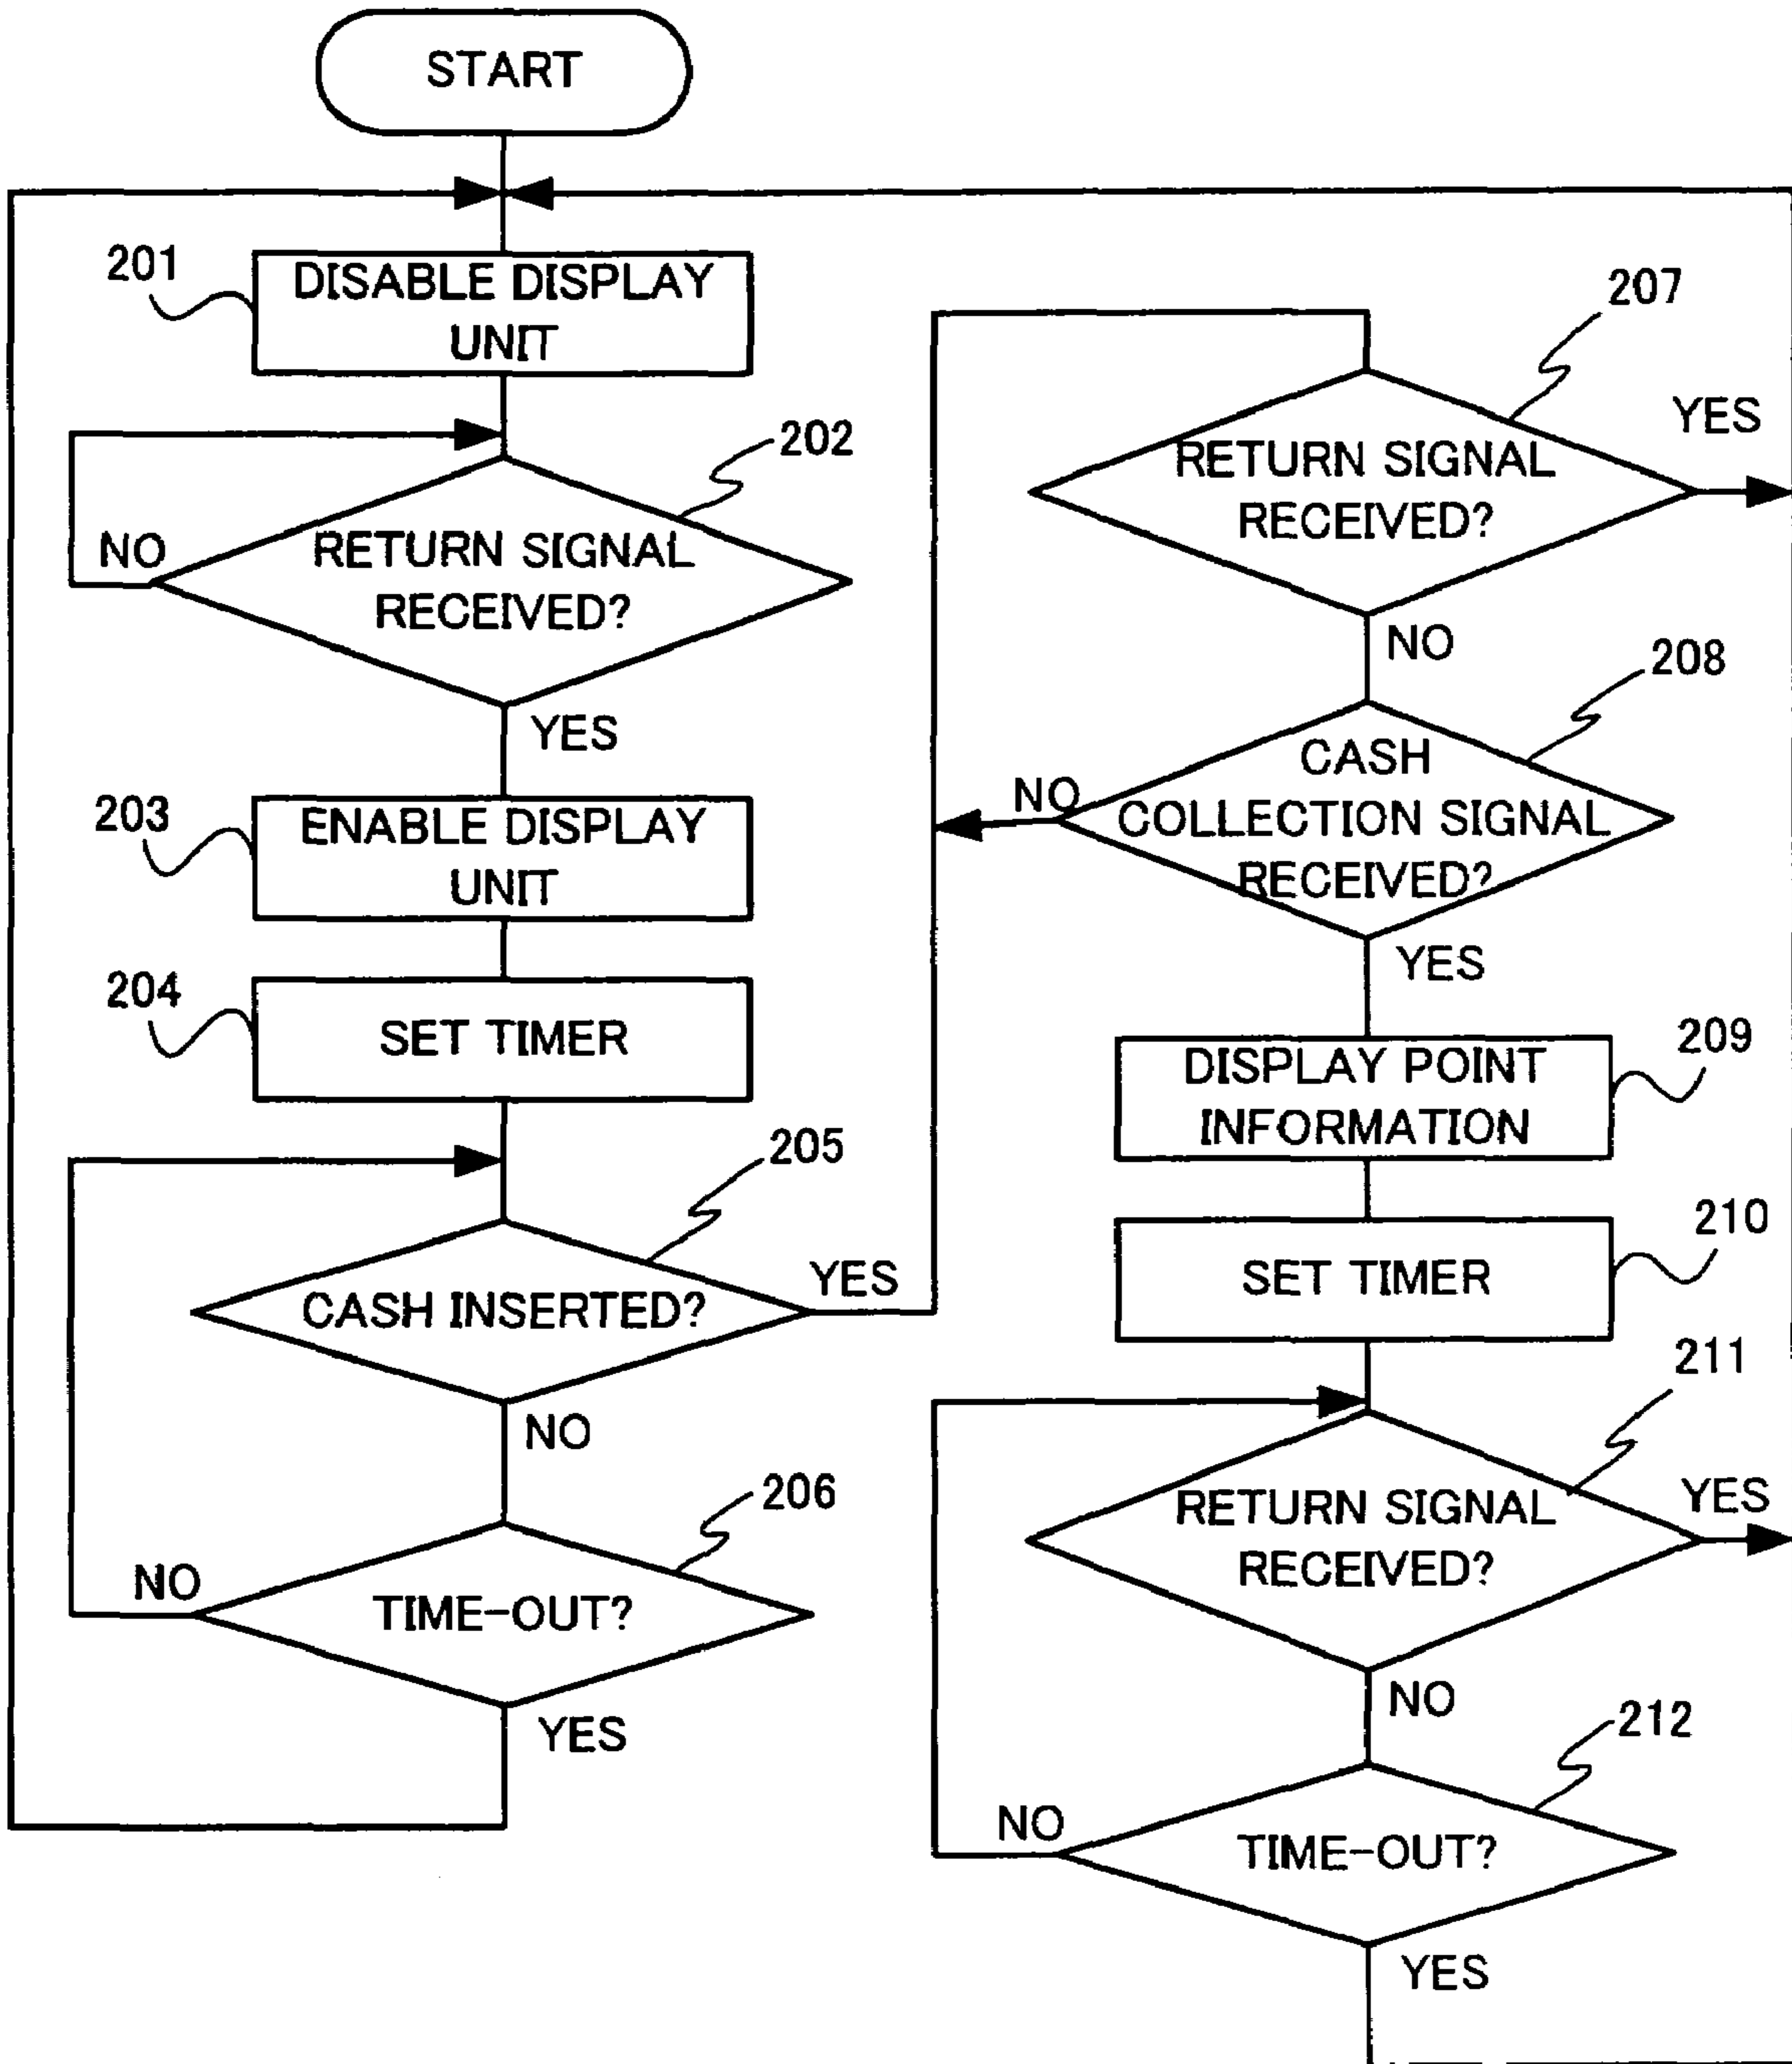 START
201
DISABLE DISPLAY
UNIT
202
NO
RETURN SIGNAL
RECEIVED?
YES
203
ENABLE DISPLAY
UNIT
204
SET TIMER
205
CASH INSERTED?
YES
NO
206
NO
TIME-OUT?
YES
207
YES
RETURN SIGNAL
RECEIVED?
NO
208
CASH
NO
COLLECTION SIGNAL
RECEIVED?
YES
209
DISPLAY POINT
INFORMATION
210
SET TIMER
211
YES
RETURN SIGNAL
RECEIVED?
NO
212
NO
TIME-OUT?
YES